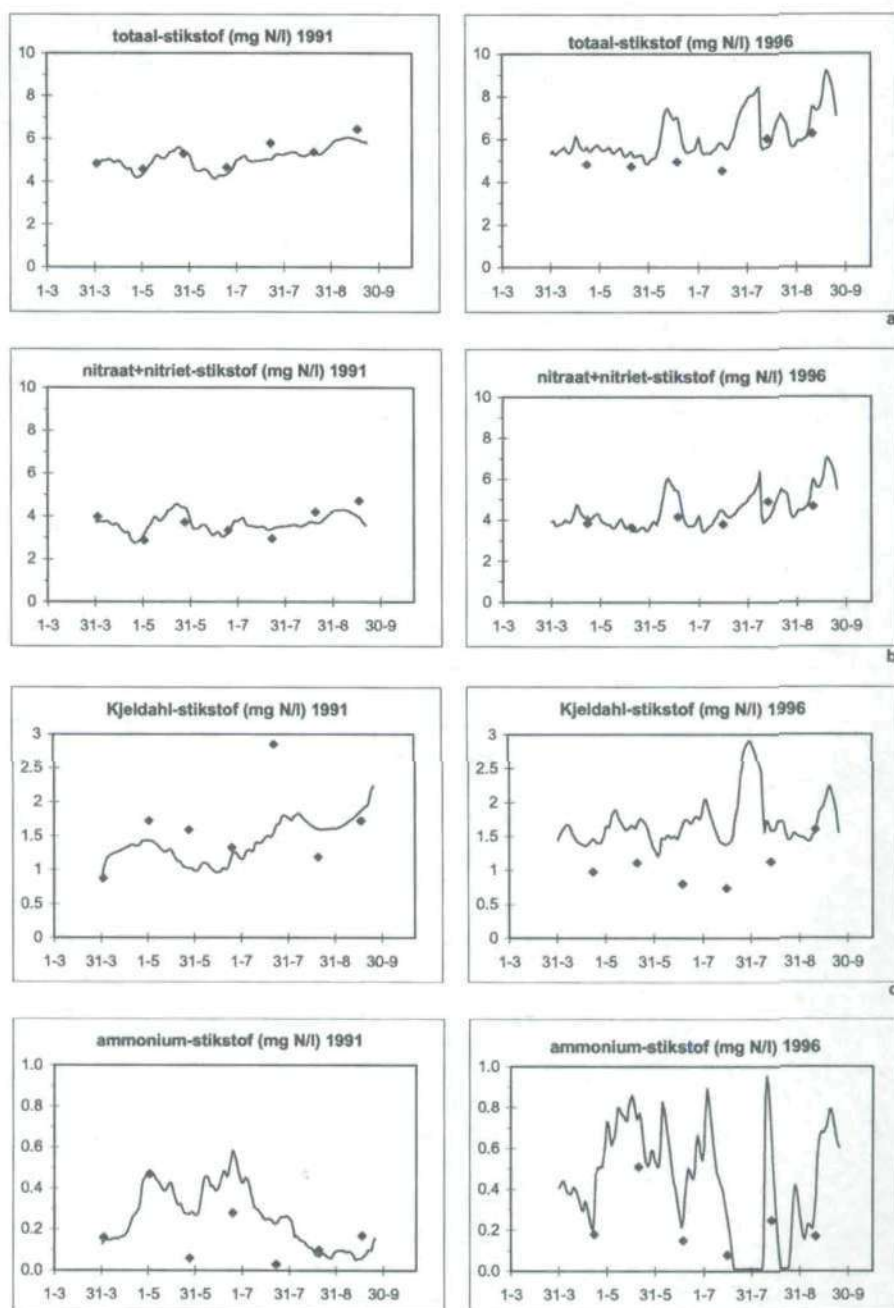 totaal-stikstof (mg N/l) 1991
10
8
6
4
2
0
1-3 31-3 1-5 31-5 1-7 31-7 31-8 30-9
totaal-stikstof (mg N/l) 1996
10
8
6
4
2
0
1-3 31-3 1-5 31-5 1-7 31-7 31-8 30-9
a
nitraat+nitriet-stikstof (mg N/l) 1991
10
8
6
4
2
0
1-3 31-3 1-5 31-5 1-7 31-7 31-8 30-9
nitraat+nitriet-stikstof (mg N/l) 1996
10
8
6
4
2
0
1-3 31-3 1-5 31-5 1-7 31-7 31-8 30-9
b
Kjeldahl-stikstof (mg N/l) 1991
3
2.5
2
1.5
1
0.5
0
1-3 31-3 1-5 31-5 1-7 31-7 31-8 30-9
Kjeldahl-stikstof (mg N/l) 1996
3
2.5
2
1.5
1
0.5
0
1-3 31-3 1-5 31-5 1-7 31-7 31-8 30-9
ammonium-stikstof (mg N/l) 1991
1.0
0.8
0.6
0.4
0.2
0.0
1-3 31-3 1-5 31-5 1-7 31-7 31-8 30-9
ammonium-stikstof (mg N/l) 1996
1.0
0.8
0.6
0.4
0.2
0.0
1-3 31-3 1-5 31-5 1-7 31-7 31-8 30-9